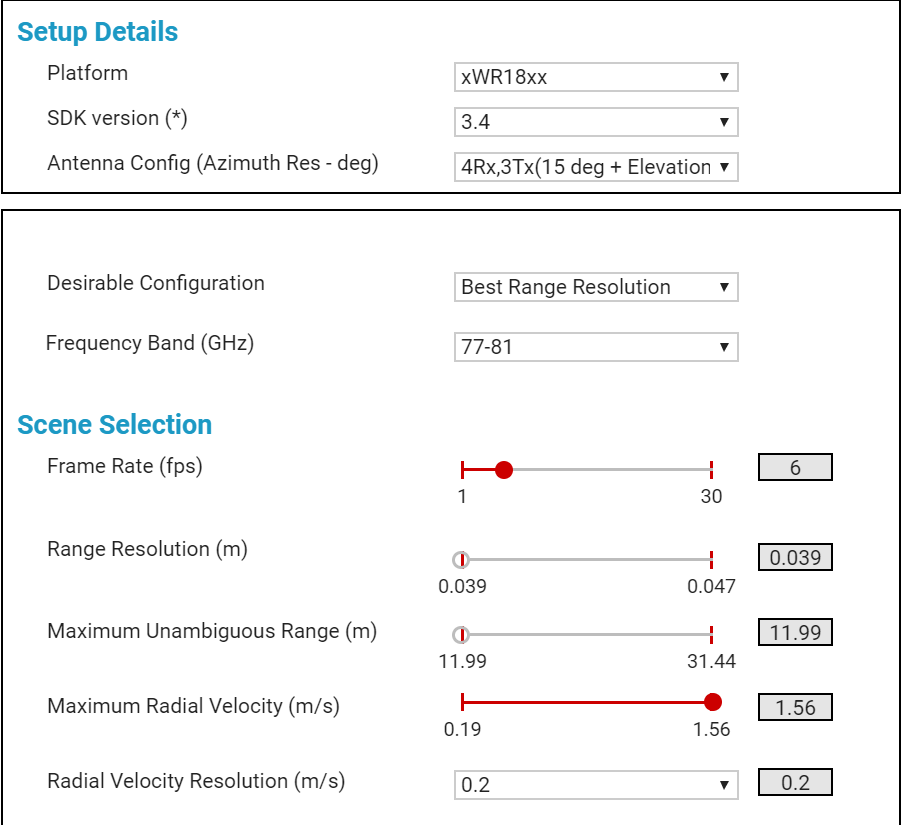 Setup Details
Platform xWR18xx
SDK version (*) 3.4
Antenna Config (Azimuth Res - deg) 4Rx,3Tx(15 deg + Elevation
Desirable Configuration Best Range Resolution
Frequency Band (GHz) 77-81
Scene Selection
Frame Rate (fps) 6
1 30
Range Resolution (m) 0.039
0.039 0.047
Maximum Unambiguous Range (m) 11.99
11.99 31.44
Maximum Radial Velocity (m/s) 1.56
0.19 1.56
Radial Velocity Resolution (m/s) 0.2 0.2